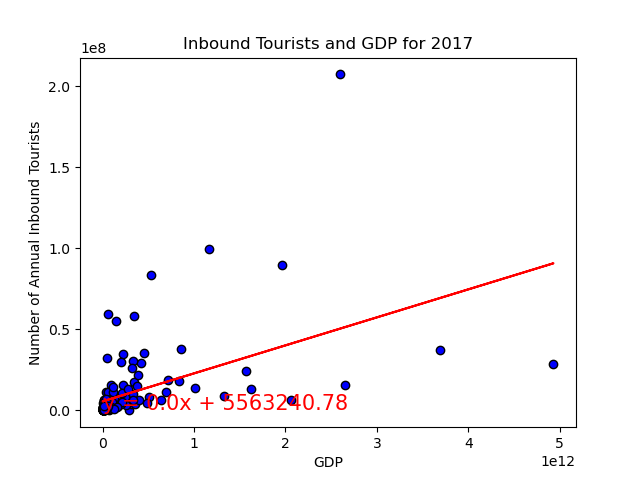 Inbound Tourists and GDP for 2017
1e8
2.0
1.5
1.0
0.5
0.0
Number of Annual Inbound Tourists
y = 0.0x + 5563240.78
0 1 2 3 4 5
1e12
GDP